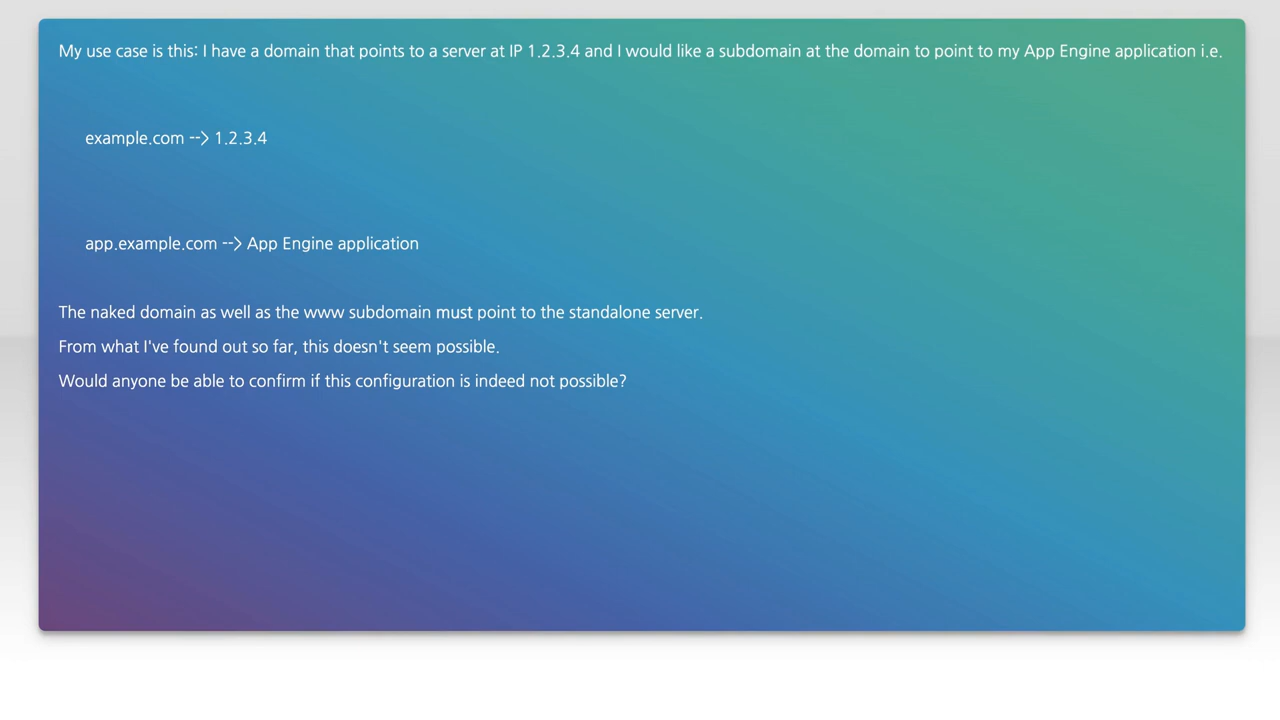 My use case is this: I have a domain that points to a server at IP 1.2.3.4 and I would like a subdomain at the domain to point to my App Engine application i.e.
example.com --> 1.2.3.4
app.example.com --> App Engine application
The naked domain as well as the www subdomain must point to the standalone server.
From what I've found out so far, this doesn't seem possible.
Would anyone be able to confirm if this configuration is indeed not possible?